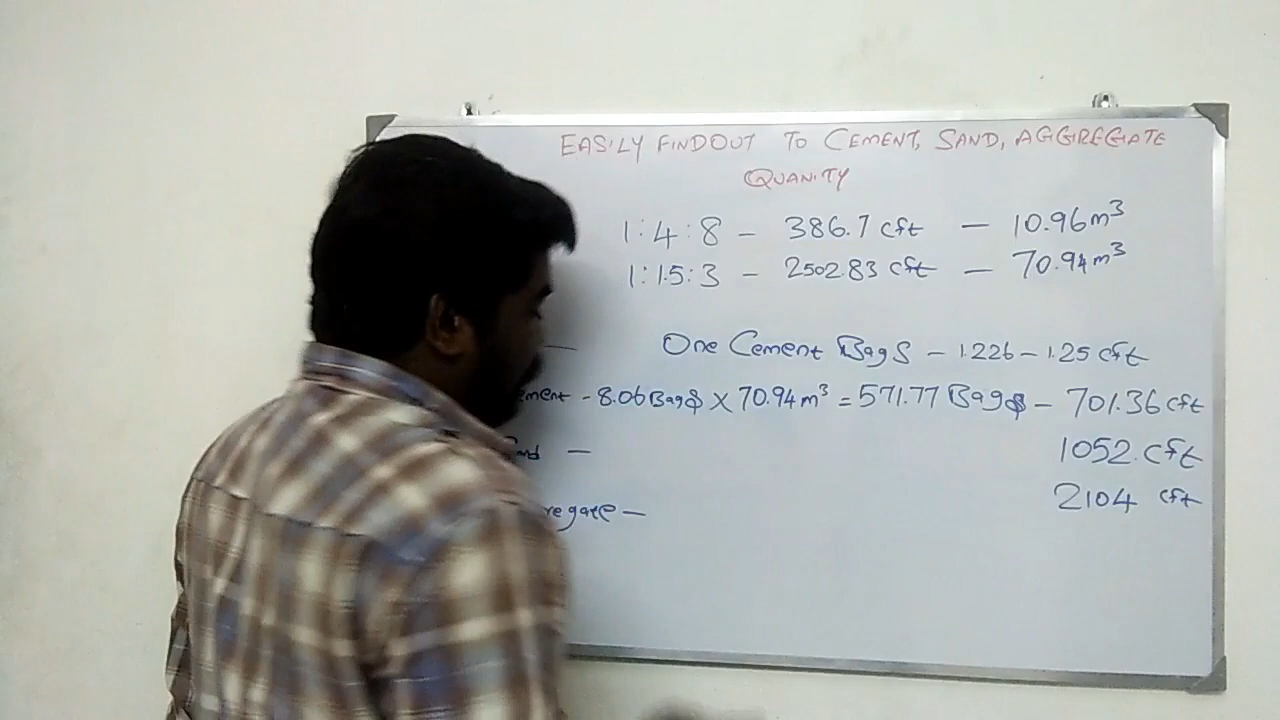 EASILY FINDOUT TO CEMENT, SAND, AGGREGATE
QUANITY
1:4:8 - 386.7 cft - 10.96m³
1:1.5:3 - 2502.83 cft - 70.94m³
- One Cement Bags - 1.226 - 1.25 cft
ement - 8.06 Bags X 70.94m³ = 571.77 Bags - 701.36 cft
and - 1052. cft
regate - 2104 cft